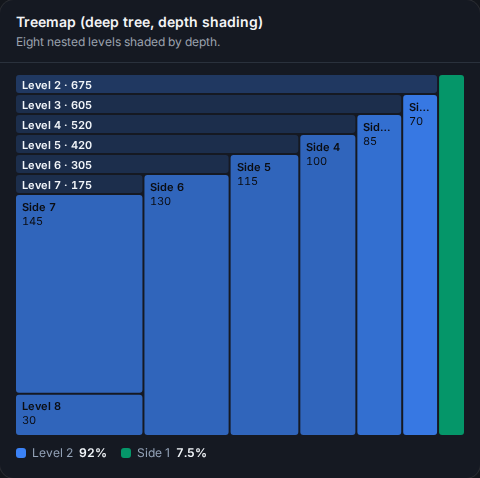 Treemap (deep tree, depth shading)
Eight nested levels shaded by depth.
Level 2 · 675
Level 3 · 605
Level 4 · 520
Level 5 · 420
Level 6 · 305
Level 7 · 175
Side 7
145
Level 8
30
Side 6
130
Side 5
115
Side 4
100
Sid…
85
Si…
70
Level 2 92% Side 1 7.5%